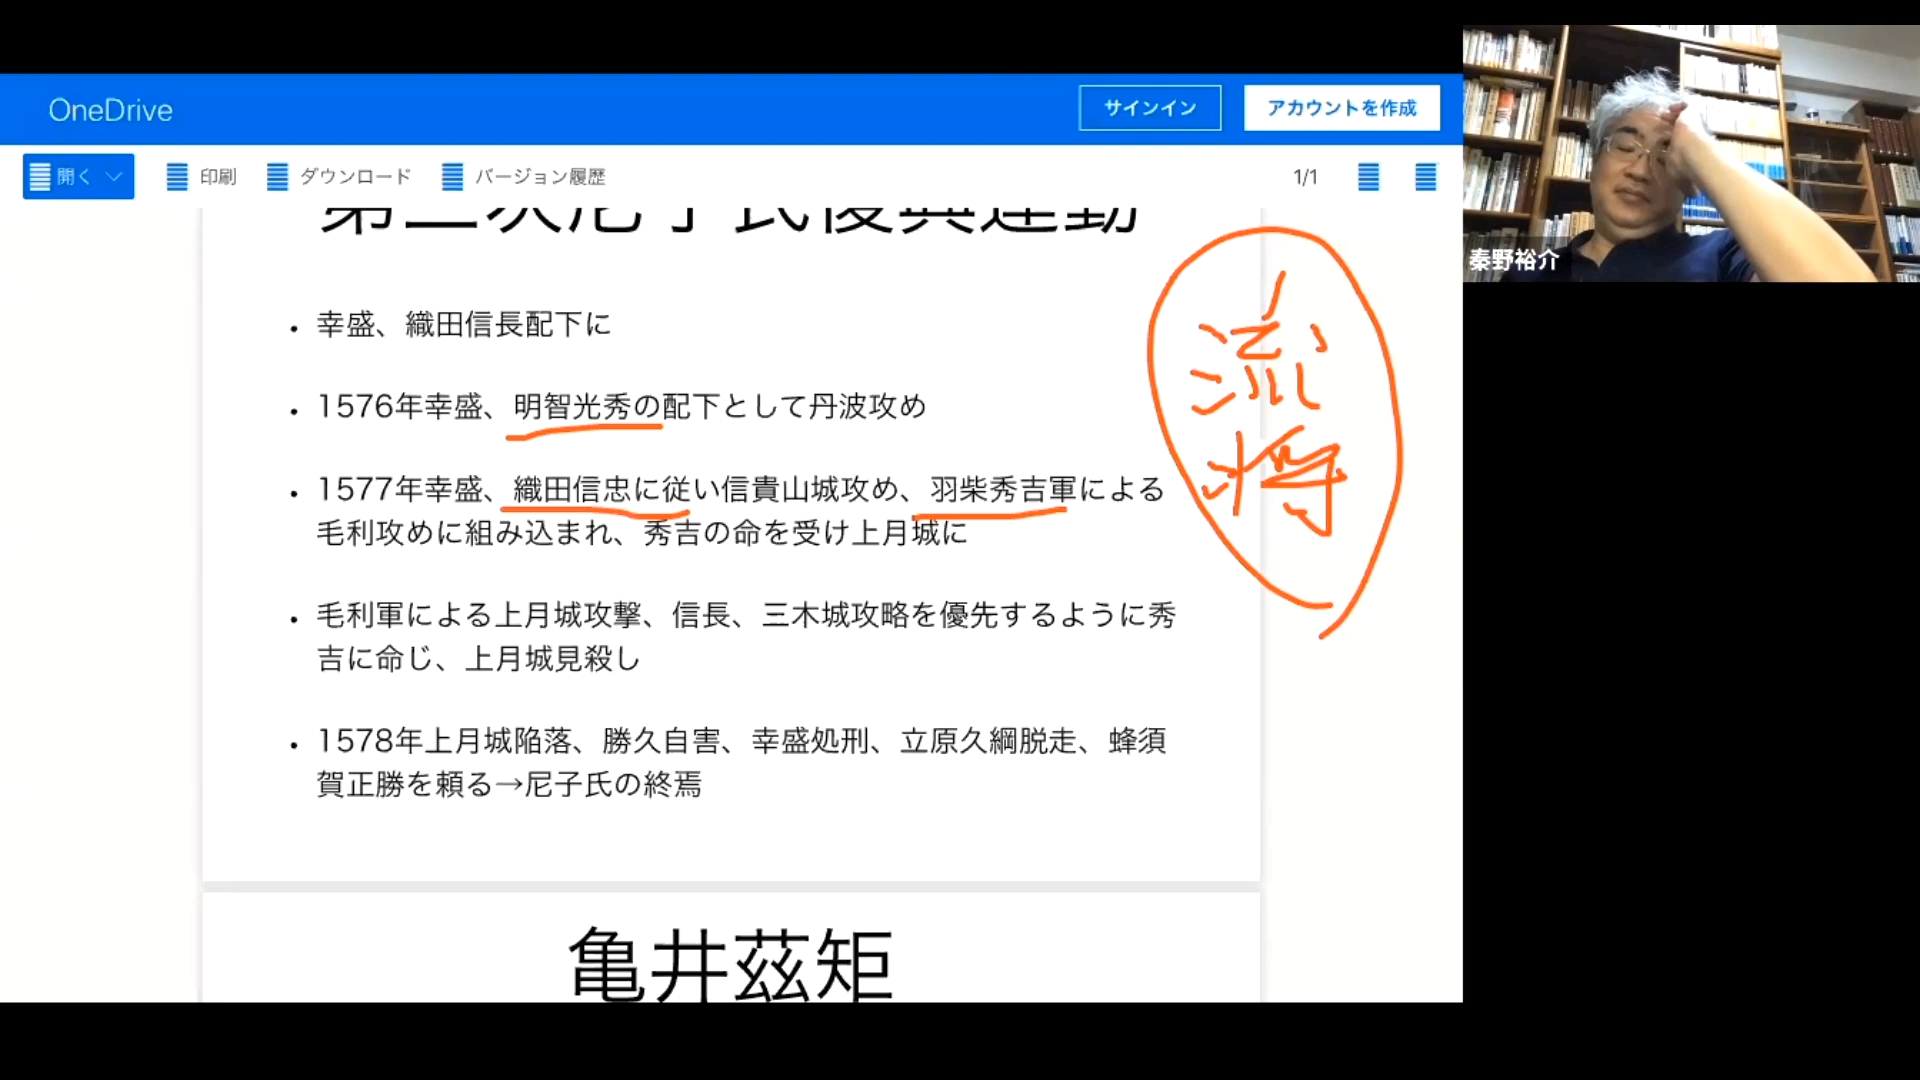 OneDrive
サインイン
アカウントを作成
開く
印刷
ダウンロード
バージョン履歴
1/1
秦野裕介
尼子氏復興運動
流
将
・幸盛、織田信長配下に
・1576年幸盛、明智光秀の配下として丹波攻め
・1577年幸盛、織田信忠に従い信貴山城攻め、羽柴秀吉軍による
毛利攻めに組み込まれ、秀吉の命を受け上月城に
・毛利軍による上月城攻撃、信長、三木城攻略を優先するように秀
吉に命じ、上月城見殺し
・1578年上月城陥落、勝久自害、幸盛処刑、立原久綱脱走、蜂須
賀正勝を頼る→尼子氏の終焉
亀井茲矩